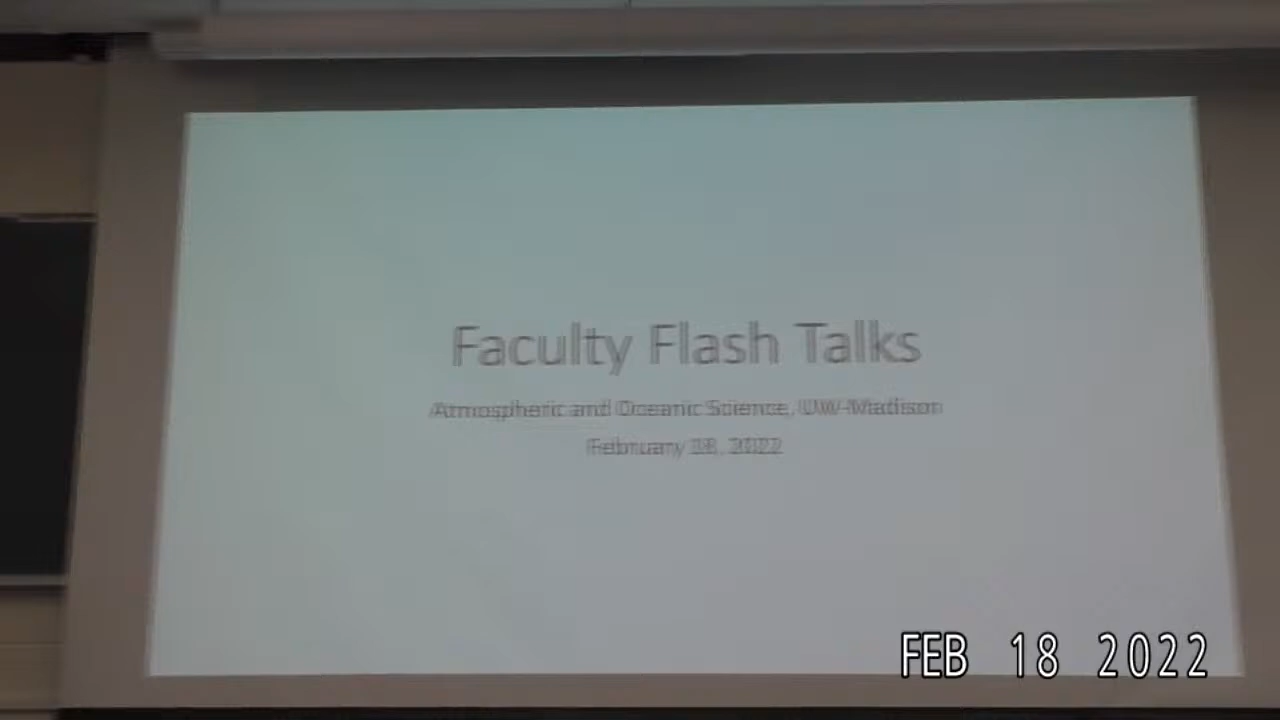 Faculty Flash Talks
Atmospheric and Oceanic Science, UW-Madison
February 18, 2022
FEB 18 2022